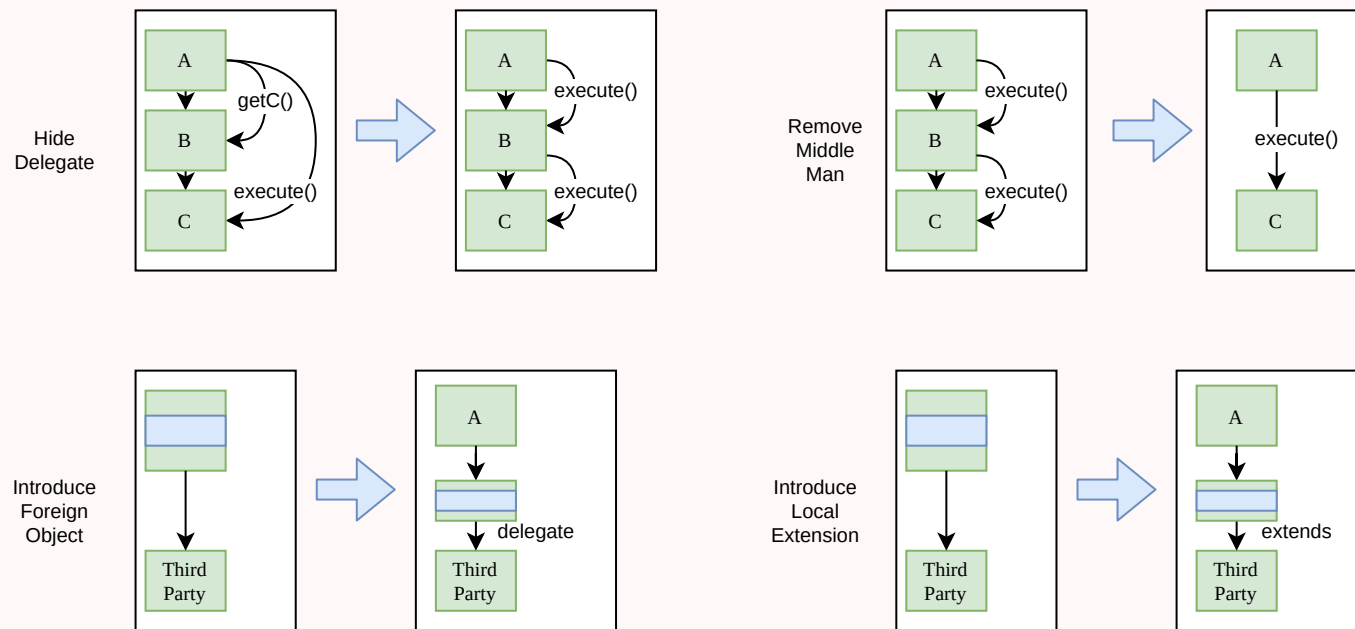 Hide
Delegate
A
getC()
B
execute()
C
A
execute()
B
execute()
C
Remove
Middle
Man
A
execute()
B
execute()
C
A
execute()
C
Introduce
Foreign
Object
Third
Party
A
delegate
Third
Party
Introduce
Local
Extension
Third
Party
A
extends
Third
Party